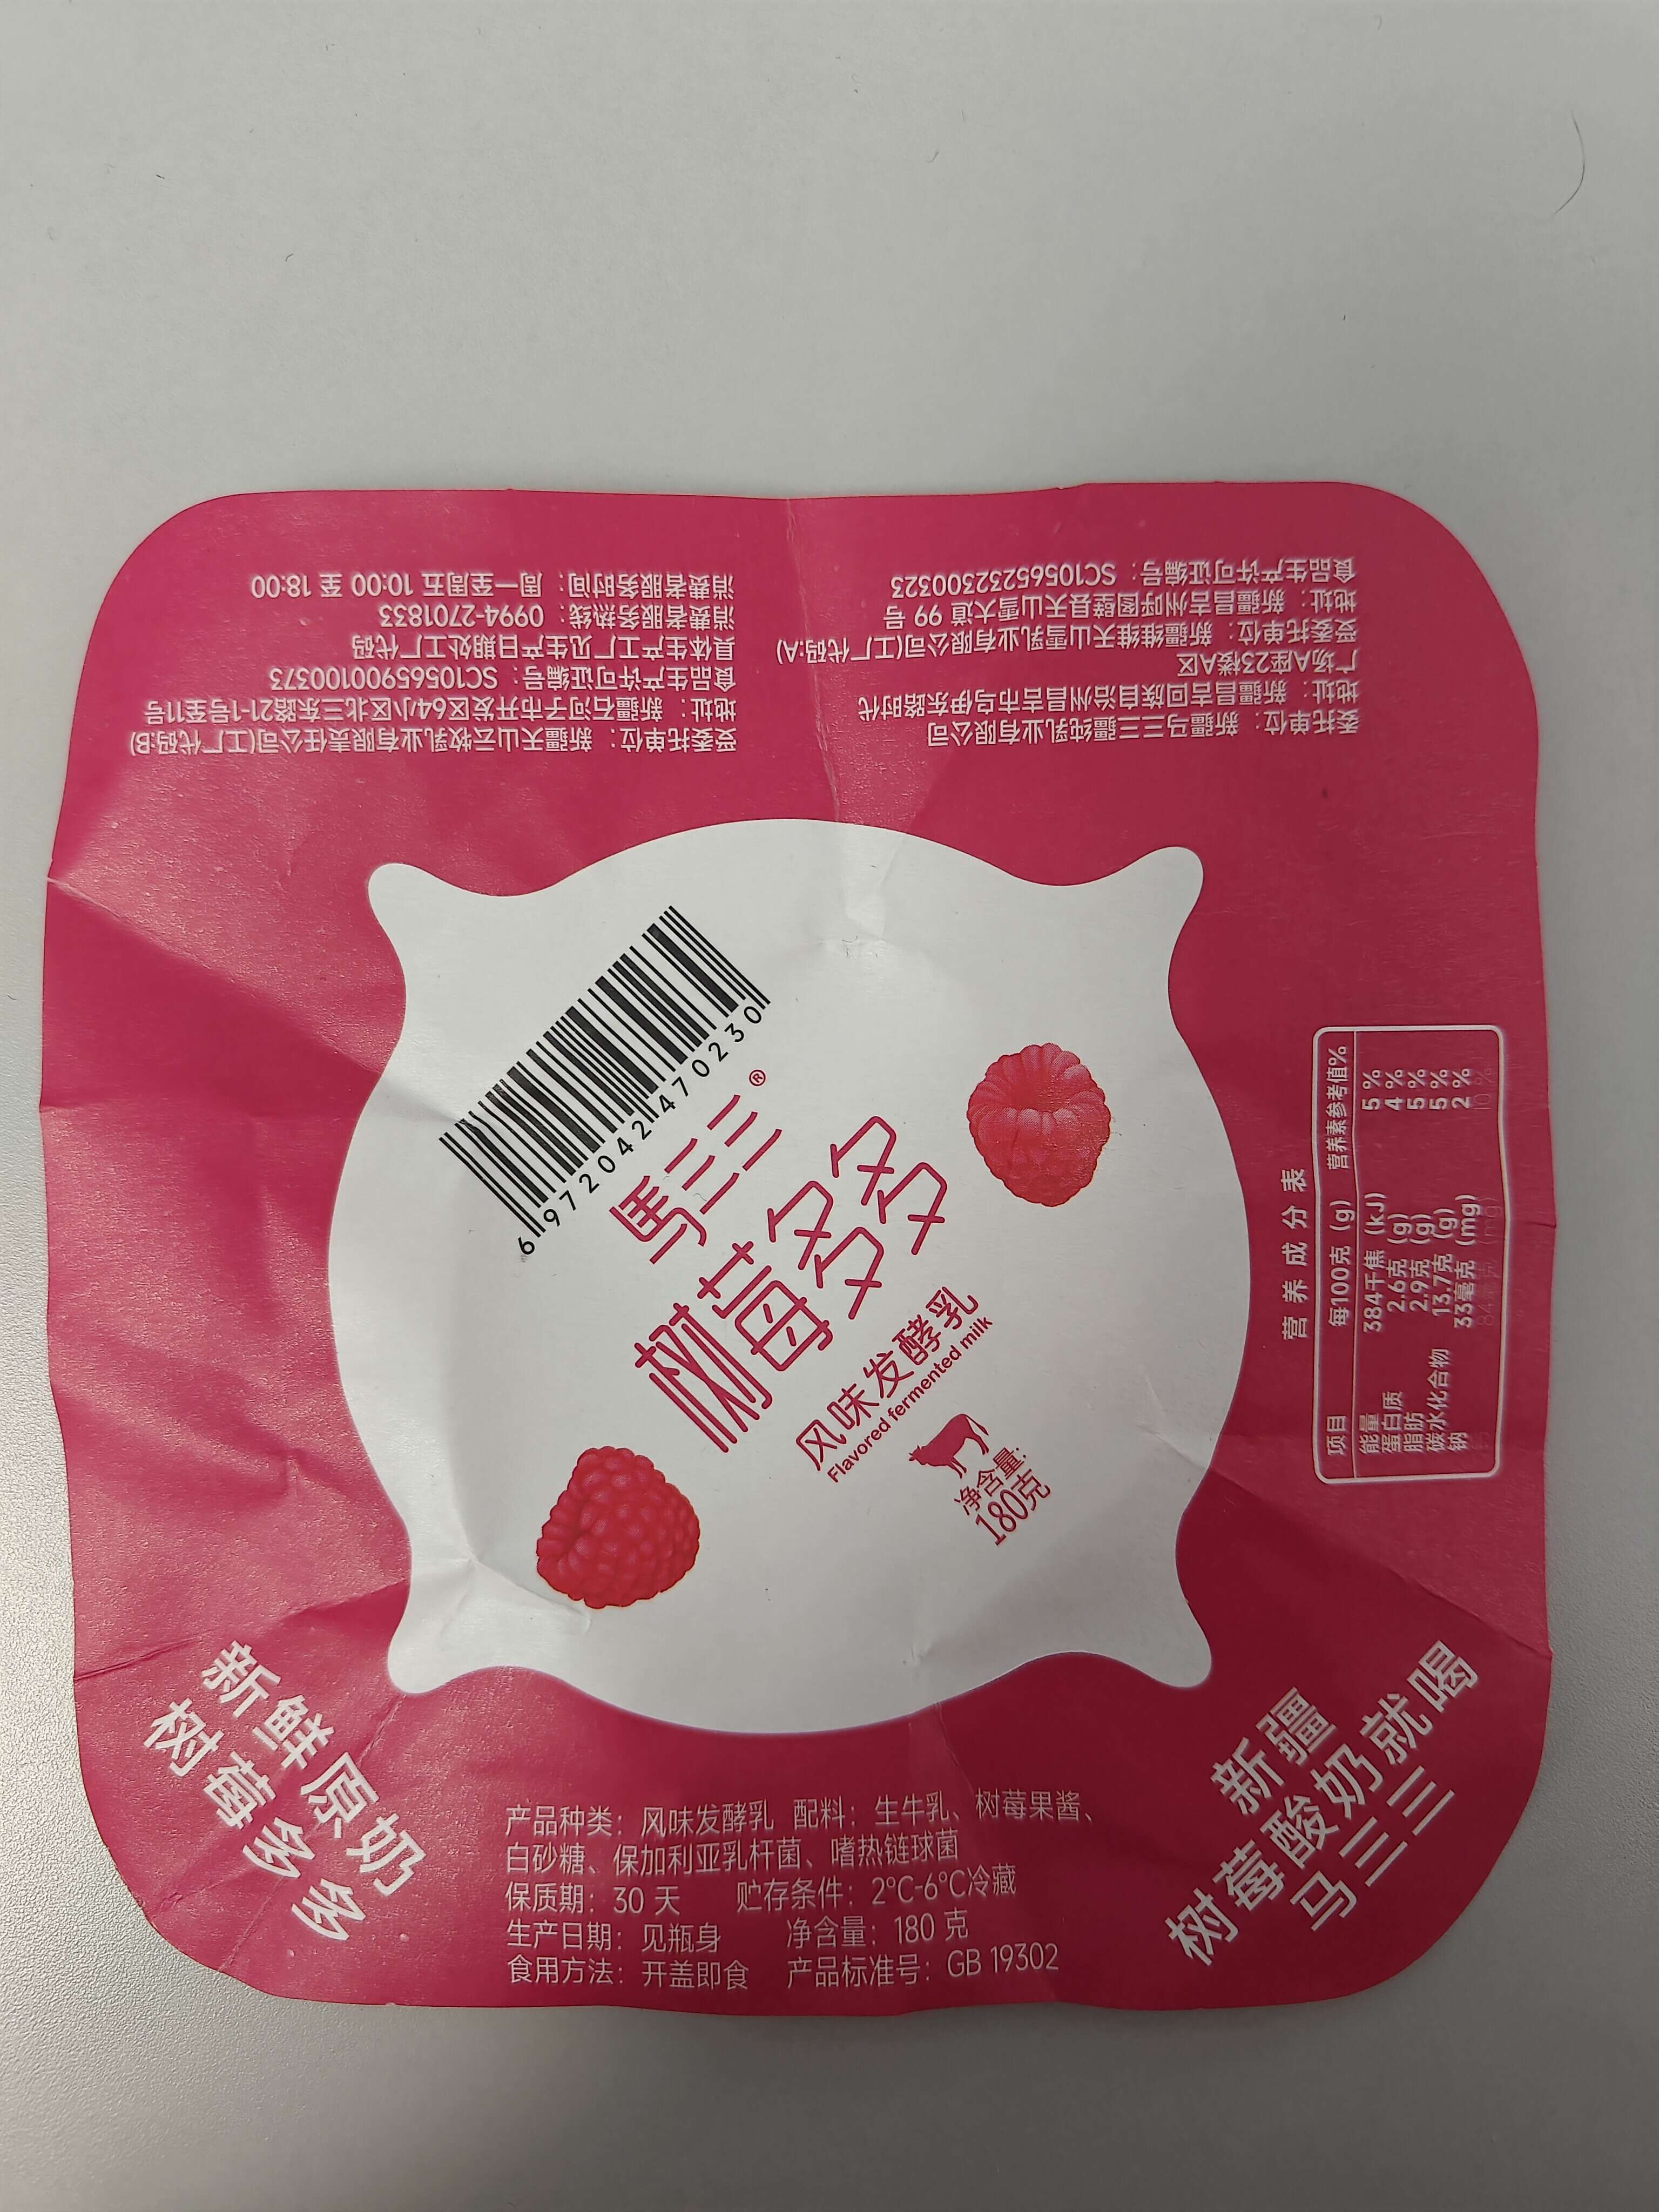 馬三三®
树莓多多
风味发酵乳
Flavored fermented milk
净含量:
180克
6972042470230
新鲜原奶
树莓多多
产品种类：风味发酵乳 配料：生牛乳、树莓果酱、
白砂糖、保加利亚乳杆菌、嗜热链球菌
保质期：30 天 贮存条件：2°C-6°C冷藏
生产日期：见瓶身 净含量：180 克
食用方法：开盖即食 产品标准号：GB 19302
新疆
树莓酸奶就喝
马三三
营养成分表
项目 每100克 (g) 营养素参考值%
能量 384千焦 (kJ) 5%
蛋白质 2.6克 (g) 4%
脂肪 2.9克 (g) 5%
碳水化合物 13.7克 (g) 5%
钠 33毫克 (mg) 2%
委托单位：新疆马三三疆纯乳业有限公司
地址：新疆昌吉回族自治州昌吉市乌伊东路时代
广场A座23楼A区
受委托单位：新疆维维天山雪乳业有限公司(工厂代码:A)
地址：新疆昌吉州呼图壁县天山雪大道 99 号
食品生产许可证编号：SC10565232300323
受委托单位：新疆天山云牧乳业有限责任公司(工厂代码:B)
地址：新疆石河子市开发区64小区北三东路21-1号至11号
食品生产许可证编号：SC10565900100373
具体生产工厂见生产日期处工厂代码
消费者服务热线：0994-2701833
消费者服务时间：周一至周五 10:00 至 18:00